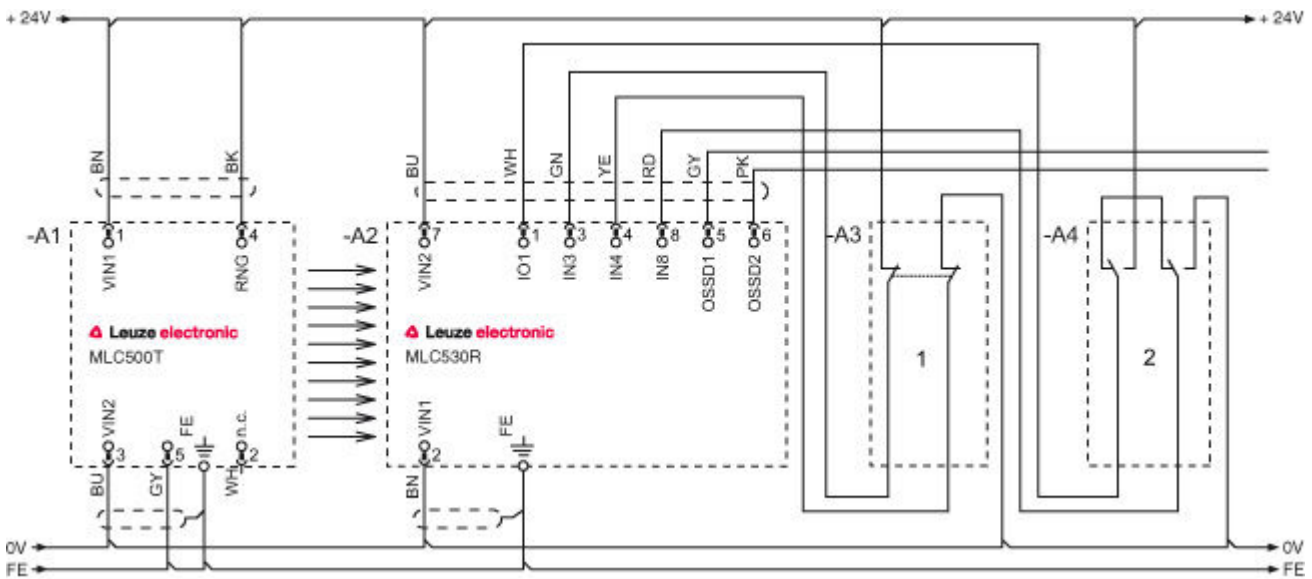 + 24V
+ 24V
BN
BK
BU
WH
GN
YE
RD
GY
PK
-A1
1
4
-A2
7
1
3
4
8
5
6
-A3
-A4
VIN1
RNG
VIN2
IO1
IN3
IN4
IN8
OSSD1
OSSD2
Leuze electronic
MLC500T
Leuze electronic
MLC530R
1
2
VIN2
FE
n.c.
VIN1
FE
3
5
2
2
BU
GY
WH
BN
0V
0V
FE
FE